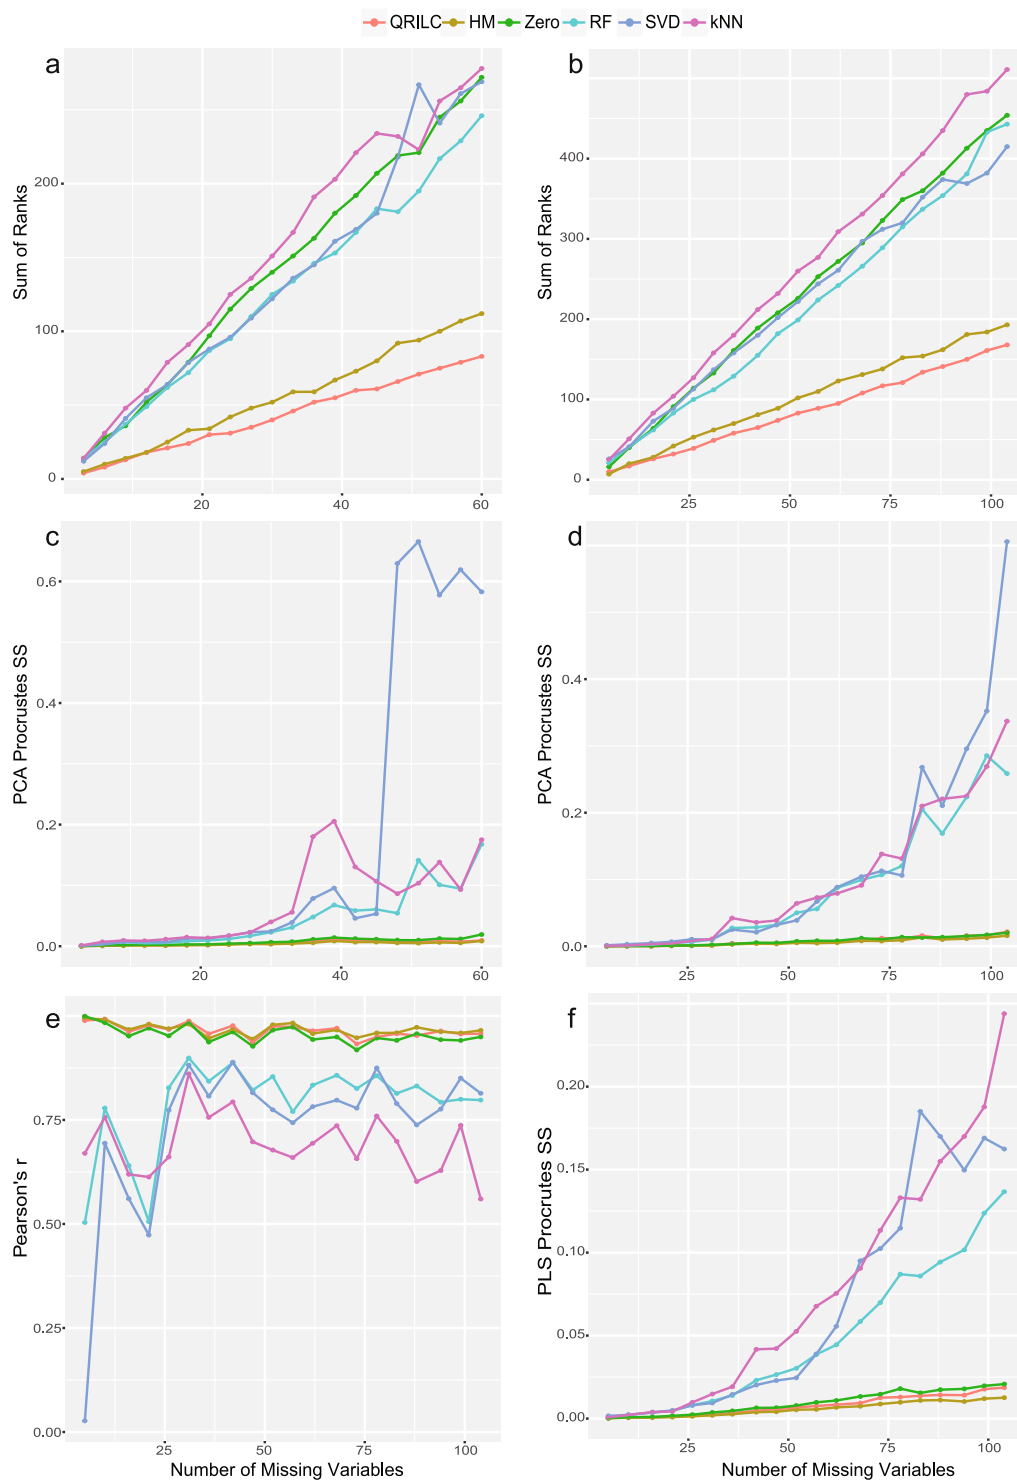 QRILC HM Zero RF SVD kNN
a
Sum of Ranks
200
100
0
20 40 60
b
Sum of Ranks
400
300
200
100
0
25 50 75 100
c
PCA Procrustes SS
0.6
0.4
0.2
0.0
20 40 60
d
PCA Procrustes SS
0.4
0.2
0.0
25 50 75 100
e
Pearson's r
0.75
0.50
0.25
0.00
25 50 75 100
Number of Missing Variables
f
PLS Procrutes SS
0.20
0.15
0.10
0.05
0.00
25 50 75 100
Number of Missing Variables